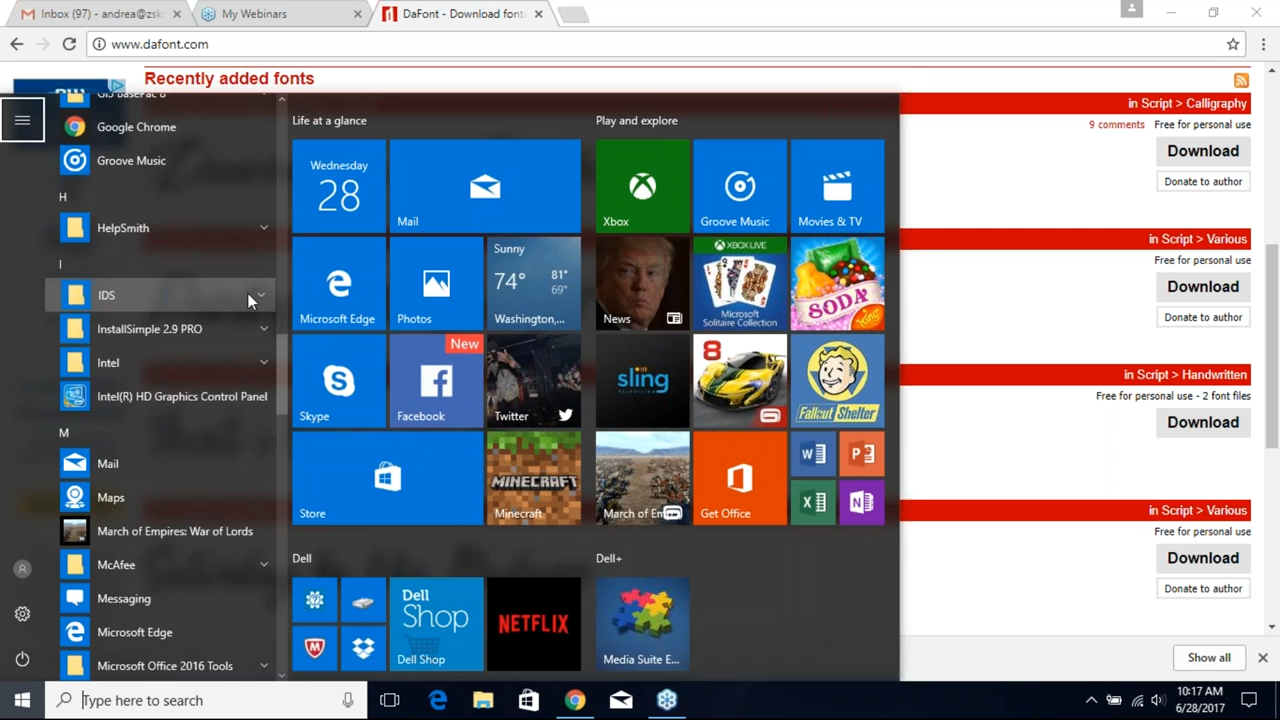 Inbox (97) - andrea@zsk
My Webinars
DaFont - Download font
www.dafont.com
Recently added fonts
in Script > Calligraphy
9 comments Free for personal use
Download
Donate to author
in Script > Various
Free for personal use
Download
Donate to author
in Script > Handwritten
Free for personal use - 2 font files
Download
in Script > Various
Free for personal use
Download
Donate to author
Show all
GIS BasePac 8
Google Chrome
Groove Music
H
HelpSmith
I
IDS
InstallSimple 2.9 PRO
Intel
Intel(R) HD Graphics Control Panel
M
Mail
Maps
March of Empires: War of Lords
McAfee
Messaging
Microsoft Edge
Microsoft Office 2016 Tools
Life at a glance
Wednesday
28
Mail
Microsoft Edge
Photos
Sunny
74° 81°
69°
Washington,...
Skype
New
Facebook
Twitter
Store
MINECRAFT
Minecraft
Play and explore
Xbox
Groove Music
Movies & TV
News
XBOX LIVE
Microsoft
Solitaire Collection
SODA
King
sling
TELEVISION
8
Fallout Shelter
March of Em
Get Office
Dell
Dell
Shop
Dell Shop
NETFLIX
Dell+
Media Suite E...
Type here to search
10:17 AM
6/28/2017